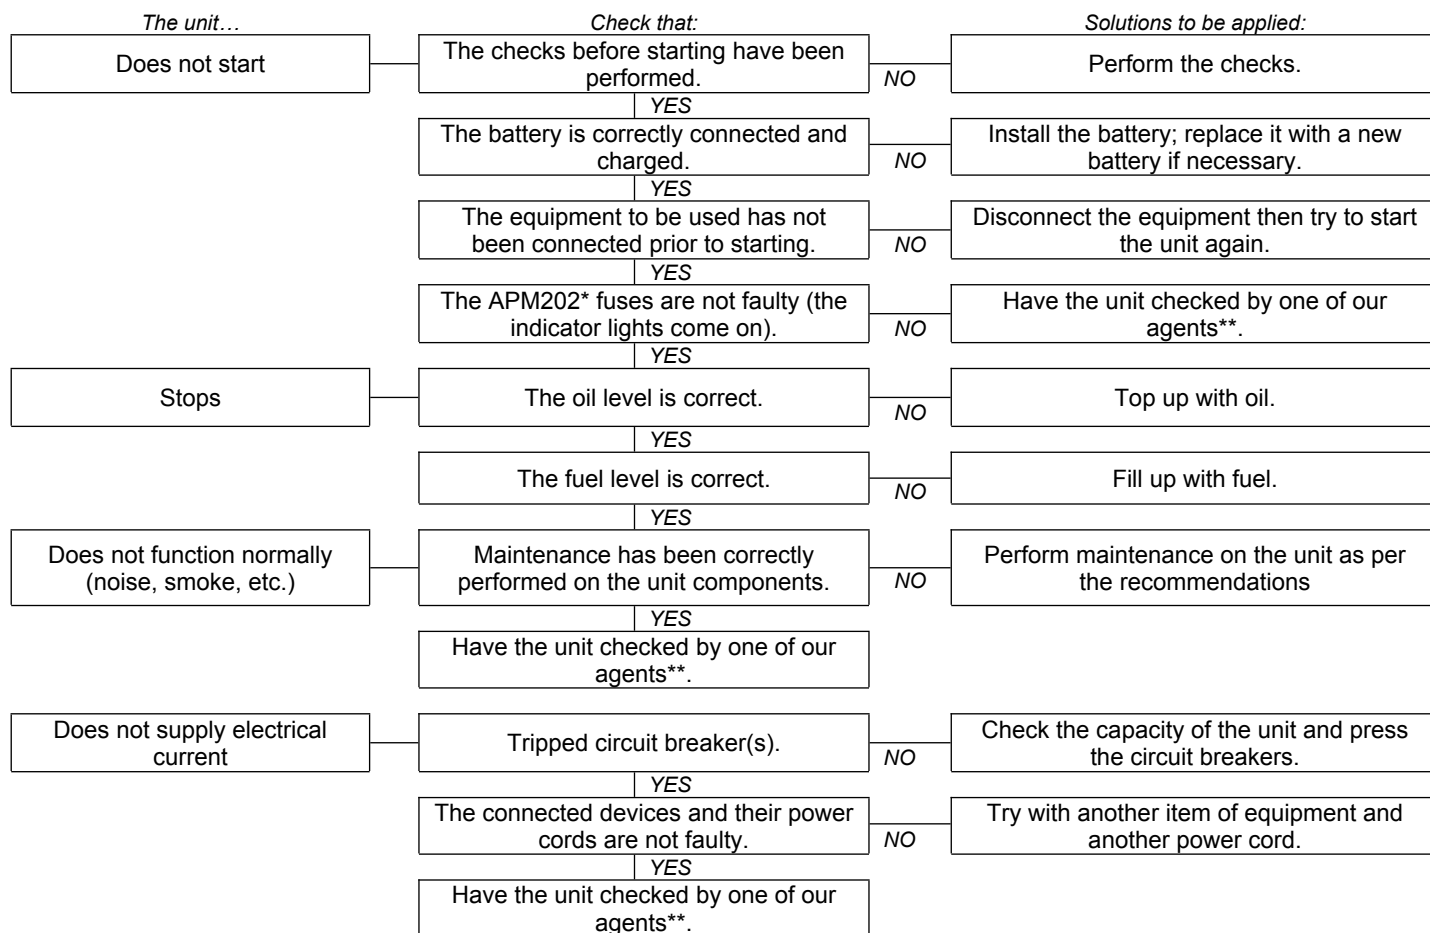 The unit…
Check that:
Solutions to be applied:
Does not start
The checks before starting have been
performed.
NO
Perform the checks.
YES
The battery is correctly connected and
charged.
NO
Install the battery; replace it with a new
battery if necessary.
YES
The equipment to be used has not
been connected prior to starting.
NO
Disconnect the equipment then try to start
the unit again.
YES
The APM202* fuses are not faulty (the
indicator lights come on).
NO
Have the unit checked by one of our
agents**.
YES
Stops
The oil level is correct.
NO
Top up with oil.
YES
The fuel level is correct.
NO
Fill up with fuel.
YES
Does not function normally
(noise, smoke, etc.)
Maintenance has been correctly
performed on the unit components.
NO
Perform maintenance on the unit as per
the recommendations
YES
Have the unit checked by one of our
agents**.
Does not supply electrical
current
Tripped circuit breaker(s).
NO
Check the capacity of the unit and press
the circuit breakers.
YES
The connected devices and their power
cords are not faulty.
NO
Try with another item of equipment and
another power cord.
YES
Have the unit checked by one of our
agents**.